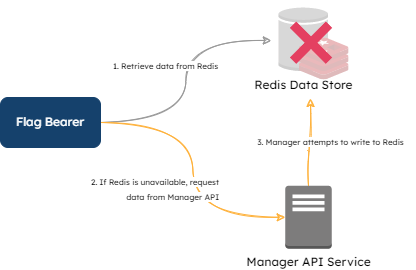 1. Retrieve data from Redis
Redis Data Store
Flag Bearer
3. Manager attempts to write to Redis
2. If Redis is unavailable, request
data from Manager API
Manager API Service